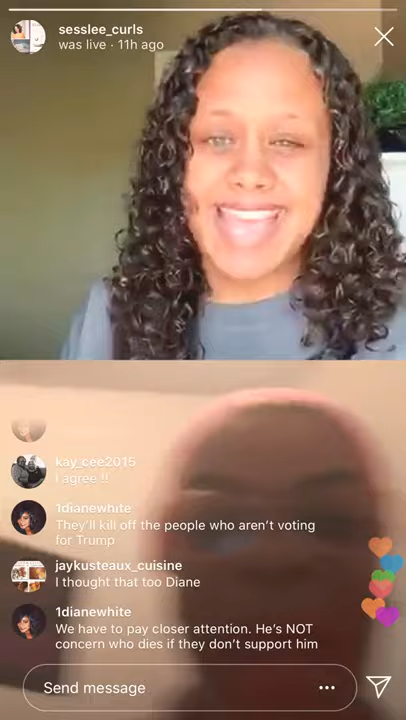 sesslee_curls
was live · 11h ago
kay_cee2015
I agree !!
1dianewhite
They'll kill off the people who aren't voting
for Trump
jaykusteaux_cuisine
I thought that too Diane
1dianewhite
We have to pay closer attention. He's NOT
concern who dies if they don't support him
Send message